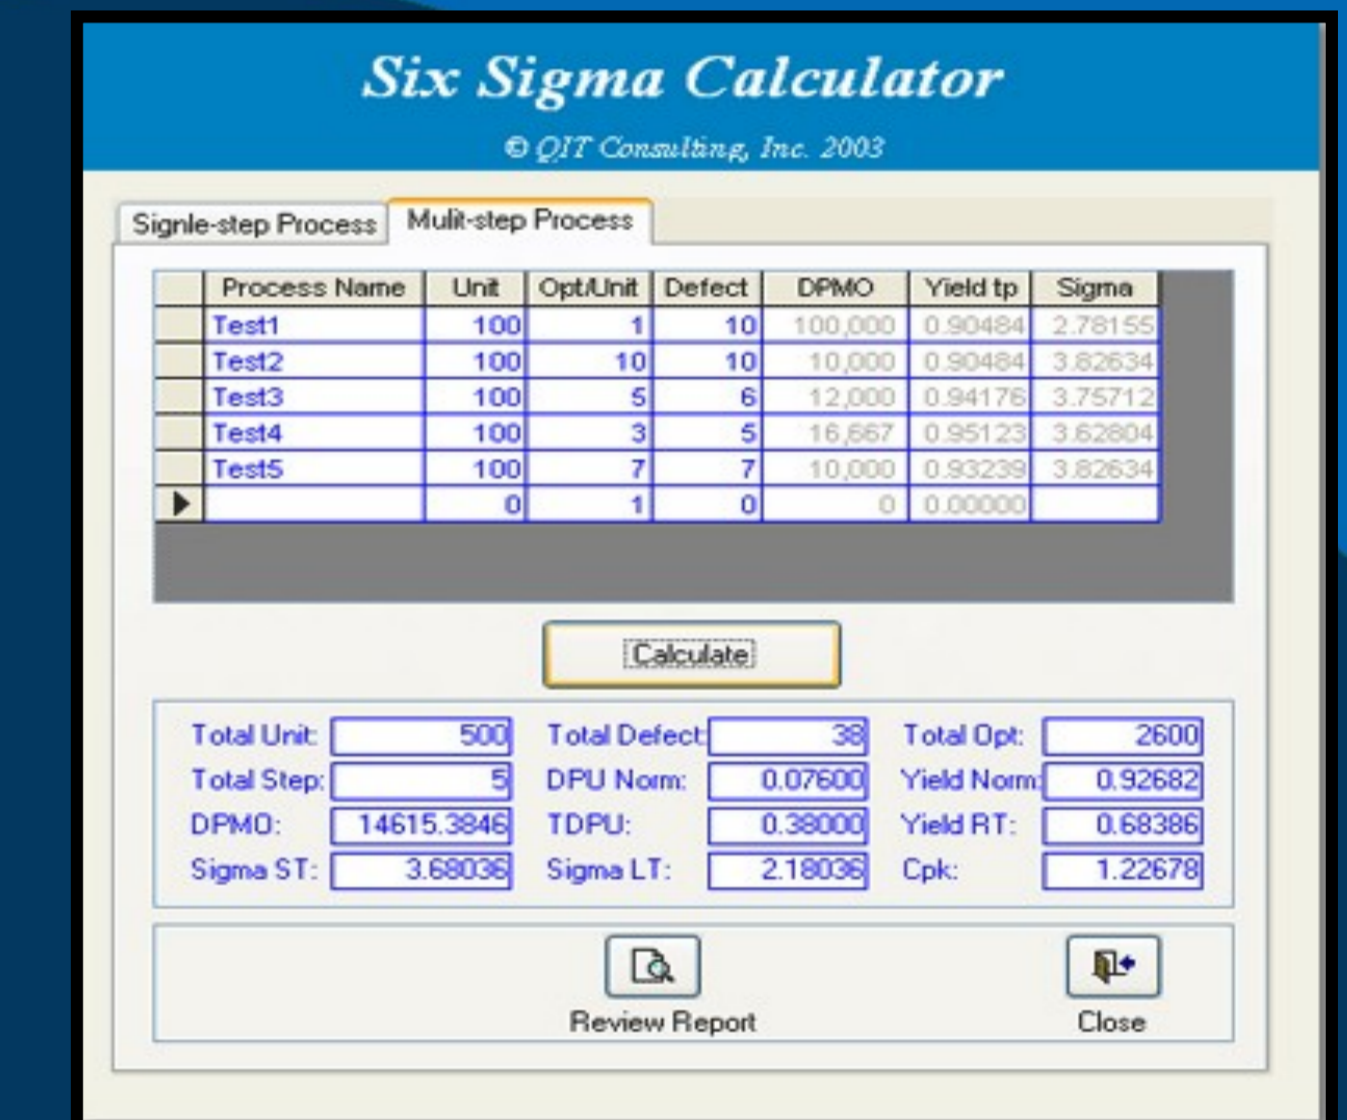 Six Sigma Calculator
© QIT Consulting, Inc. 2003
Signle-step Process Mulit-step Process
Process Name Unit Opt/Unit Defect DPMO Yield tp Sigma
Test1 100 1 10 100,000 0.90484 2.78155
Test2 100 10 10 10,000 0.90484 3.82634
Test3 100 5 6 12,000 0.94176 3.75712
Test4 100 3 5 16,667 0.95123 3.62804
Test5 100 7 7 10,000 0.93239 3.82634
0 1 0 0 0.00000
Calculate
Total Unit: 500 Total Defect: 38 Total Opt: 2600
Total Step: 5 DPU Norm: 0.07600 Yield Norm: 0.92682
DPMO: 14615.3846 TDPU: 0.38000 Yield RT: 0.68386
Sigma ST: 3.68036 Sigma LT: 2.18036 Cpk: 1.22678
Review Report Close